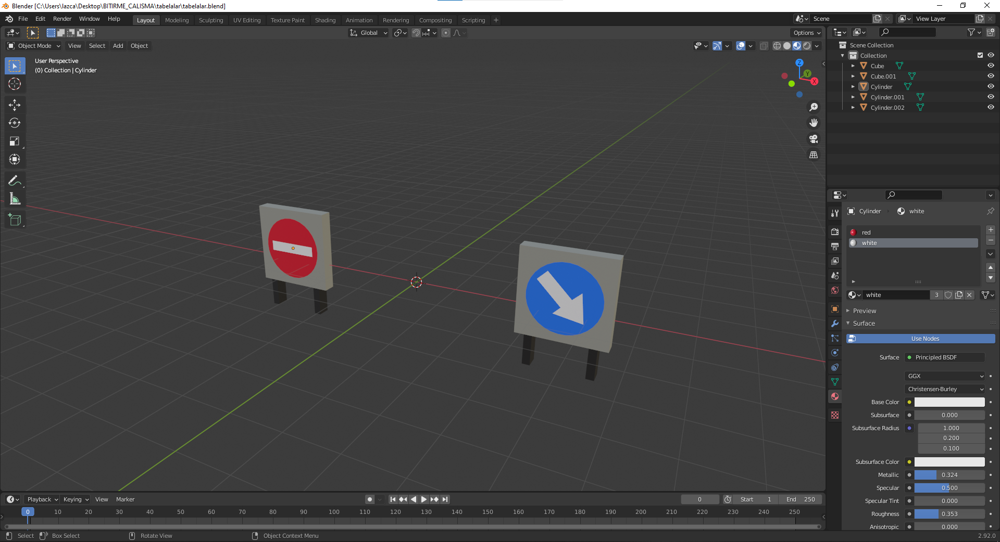 Blender [C:\Users\lazca\Desktop\BITIRME_CALISMA\tabelalar\tabelalar.blend]
File Edit Render Window Help
Layout Modeling Sculpting UV Editing Texture Paint Shading Animation Rendering Compositing Scripting +
Scene View Layer
Global Options
Object Mode View Select Add Object
User Perspective
(0) Collection | Cylinder
Z
Y
X
Scene Collection
Collection
Cube
Cube.001
Cylinder
Cylinder.001
Cylinder.002
Cylinder white
red
white
white 3
Preview
Surface
Use Nodes
Surface Principled BSDF
GGX
Christensen-Burley
Base Color
Subsurface 0.000
Subsurface Radius 1.000
0.200
0.100
Subsurface Color
Metallic 0.324
Specular 0.500
Specular Tint 0.000
Roughness 0.353
Anisotropic 0.000
Playback Keying View Marker
0 Start 1 End 250
0 10 20 30 40 50 60 70 80 90 100 110 120 130 140 150 160 170 180 190 200 210 220 230 240 250
Select Box Select Rotate View Object Context Menu
2.92.0